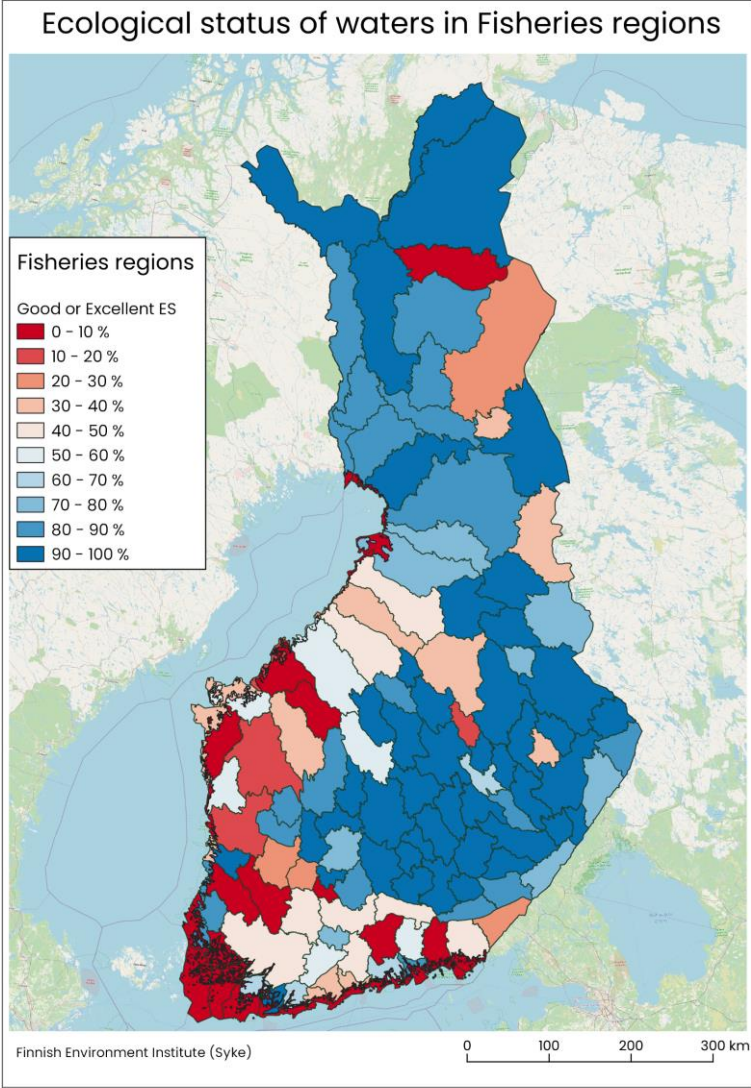 Ecological status of waters in Fisheries regions
Fisheries regions
Good or Excellent ES
0 - 10 %
10 - 20 %
20 - 30 %
30 - 40 %
40 - 50 %
50 - 60 %
60 - 70 %
70 - 80 %
80 - 90 %
90 - 100 %
Finnish Environment Institute (Syke)
0 100 200 300 km